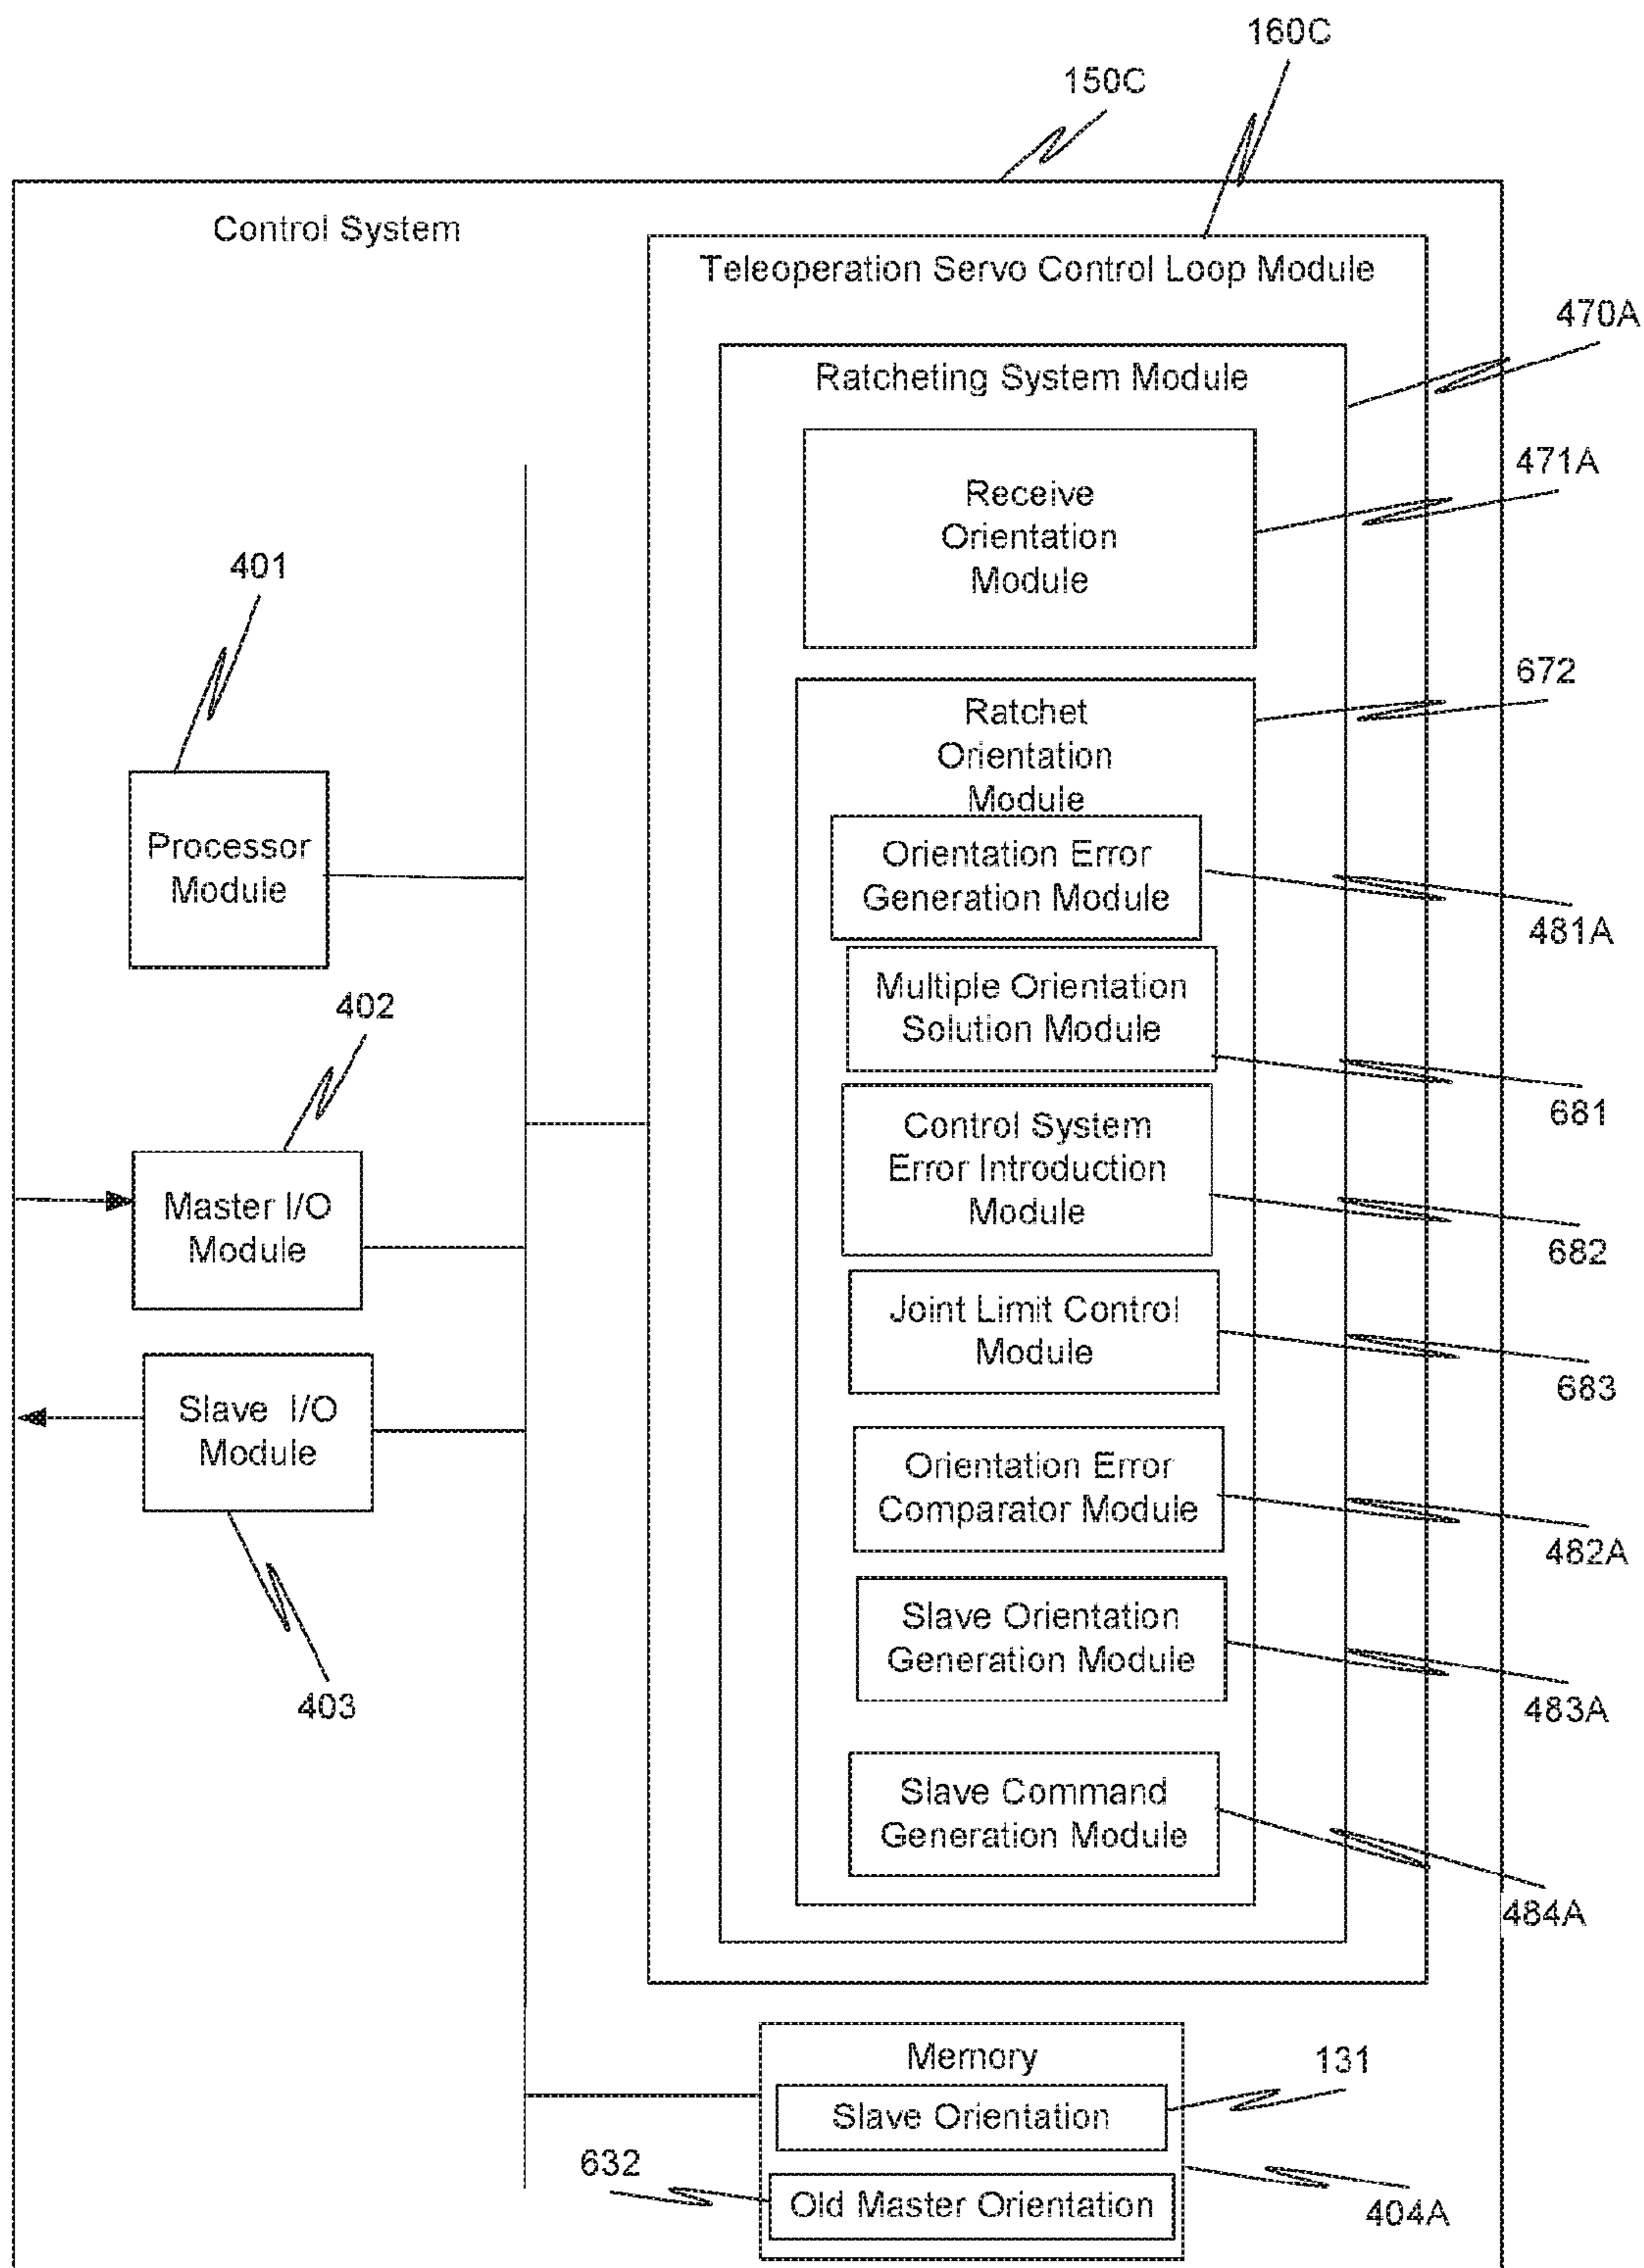 160C
150C
Control System
Teleoperation Servo Control Loop Module
470A
Ratcheting System Module
471A
Receive
Orientation
Module
401
672
Ratchet
Orientation
Module
Processor
Module
Orientation Error
Generation Module
481A
402
Multiple Orientation
Solution Module
681
Control System
Error Introduction
Module
682
Master I/O
Module
Joint Limit Control
Module
683
Slave I/O
Module
Orientation Error
Comparator Module
482A
403
Slave Orientation
Generation Module
483A
Slave Command
Generation Module
484A
Memory
131
Slave Orientation
632
Old Master Orientation
404A